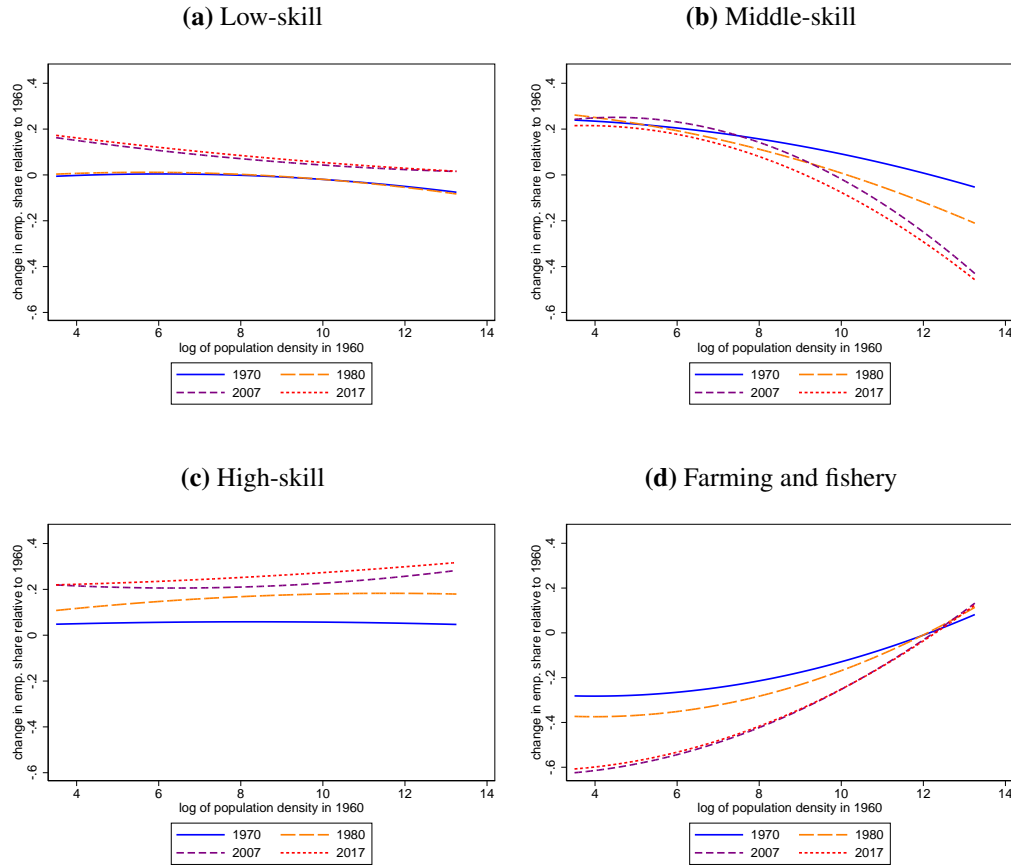 (a) Low-skill
change in emp. share relative to 1960
.4
.2
0
-.2
-.4
-.6
4 6 8 10 12 14
log of population density in 1960
1970 1980
2007 2017
(b) Middle-skill
change in emp. share relative to 1960
.4
.2
0
-.2
-.4
-.6
4 6 8 10 12 14
log of population density in 1960
1970 1980
2007 2017
(c) High-skill
change in emp. share relative to 1960
.4
.2
0
-.2
-.4
-.6
4 6 8 10 12 14
log of population density in 1960
1970 1980
2007 2017
(d) Farming and fishery
change in emp. share relative to 1960
.4
.2
0
-.2
-.4
-.6
4 6 8 10 12 14
log of population density in 1960
1970 1980
2007 2017